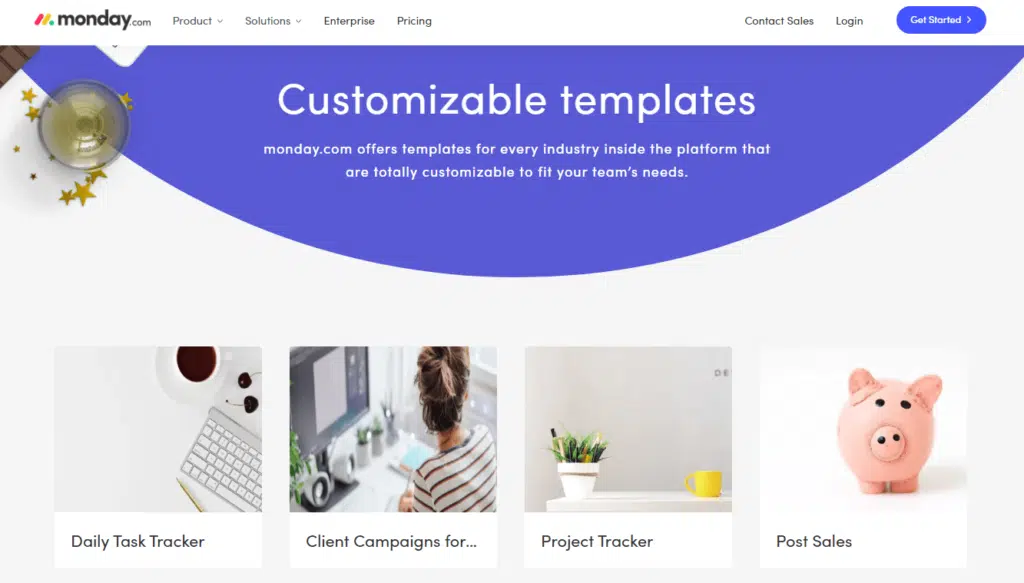 monday.com
Product
Solutions
Enterprise
Pricing
Contact Sales
Login
Get Started
Customizable templates
monday.com offers templates for every industry inside the platform that
are totally customizable to fit your team's needs.
DE
Daily Task Tracker
Client Campaigns for...
Project Tracker
Post Sales